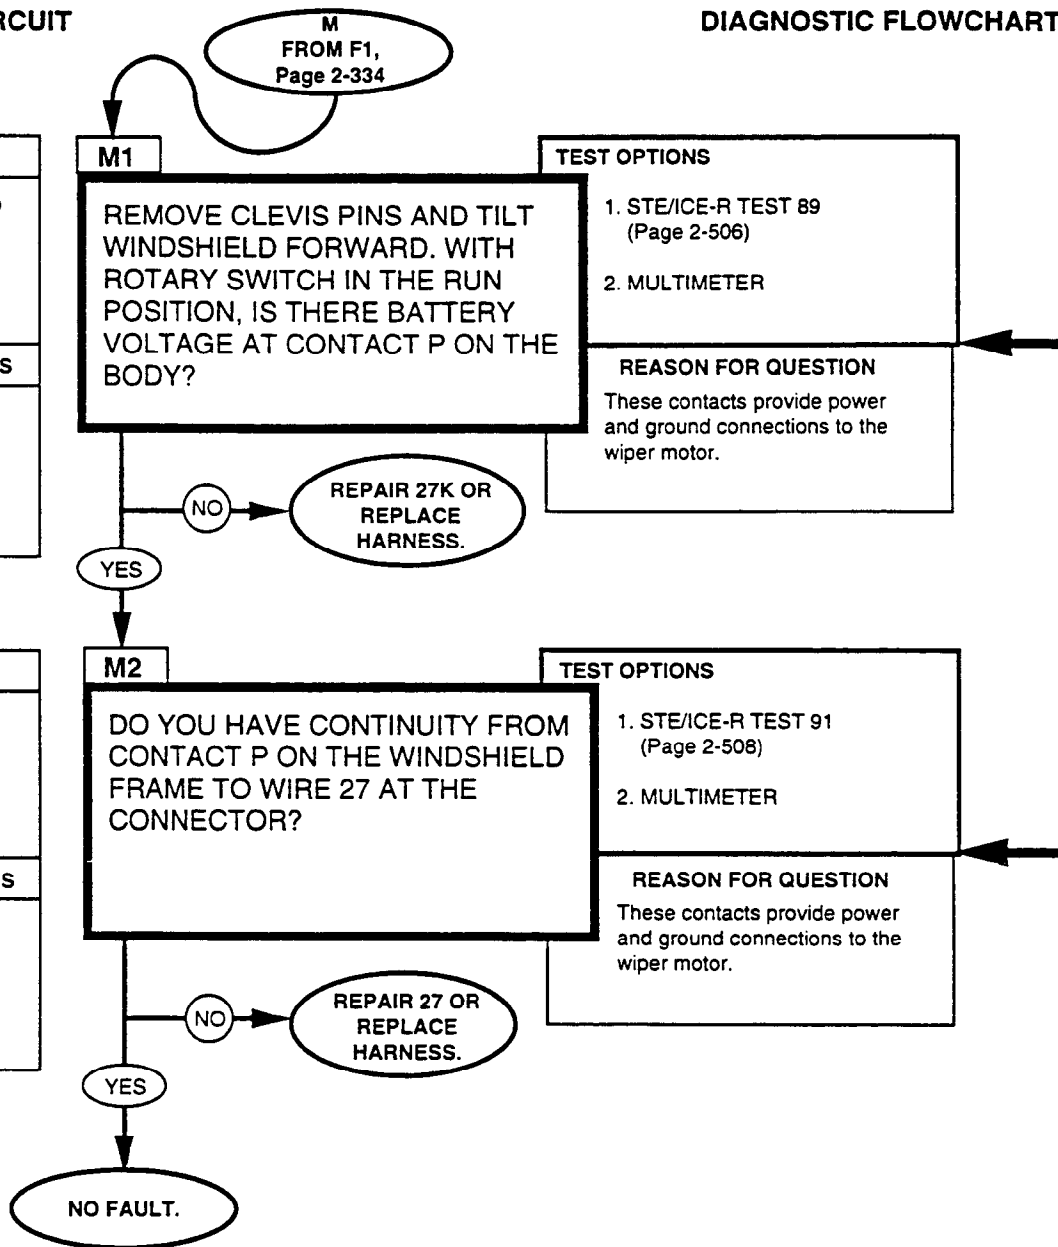 RCUIT
DIAGNOSTIC FLOWCHART
M
FROM F1,
Page 2-334
M1
REMOVE CLEVIS PINS AND TILT
WINDSHIELD FORWARD. WITH
ROTARY SWITCH IN THE RUN
POSITION, IS THERE BATTERY
VOLTAGE AT CONTACT P ON THE
BODY?
TEST OPTIONS
1. STE/ICE-R TEST 89
(Page 2-506)
2. MULTIMETER
S
REASON FOR QUESTION
These contacts provide power
and ground connections to the
wiper motor.
NO
REPAIR 27K OR
REPLACE
HARNESS.
YES
M2
DO YOU HAVE CONTINUITY FROM
CONTACT P ON THE WINDSHIELD
FRAME TO WIRE 27 AT THE
CONNECTOR?
TEST OPTIONS
1. STE/ICE-R TEST 91
(Page 2-508)
2. MULTIMETER
S
REASON FOR QUESTION
These contacts provide power
and ground connections to the
wiper motor.
NO
REPAIR 27 OR
REPLACE
HARNESS.
YES
NO FAULT.